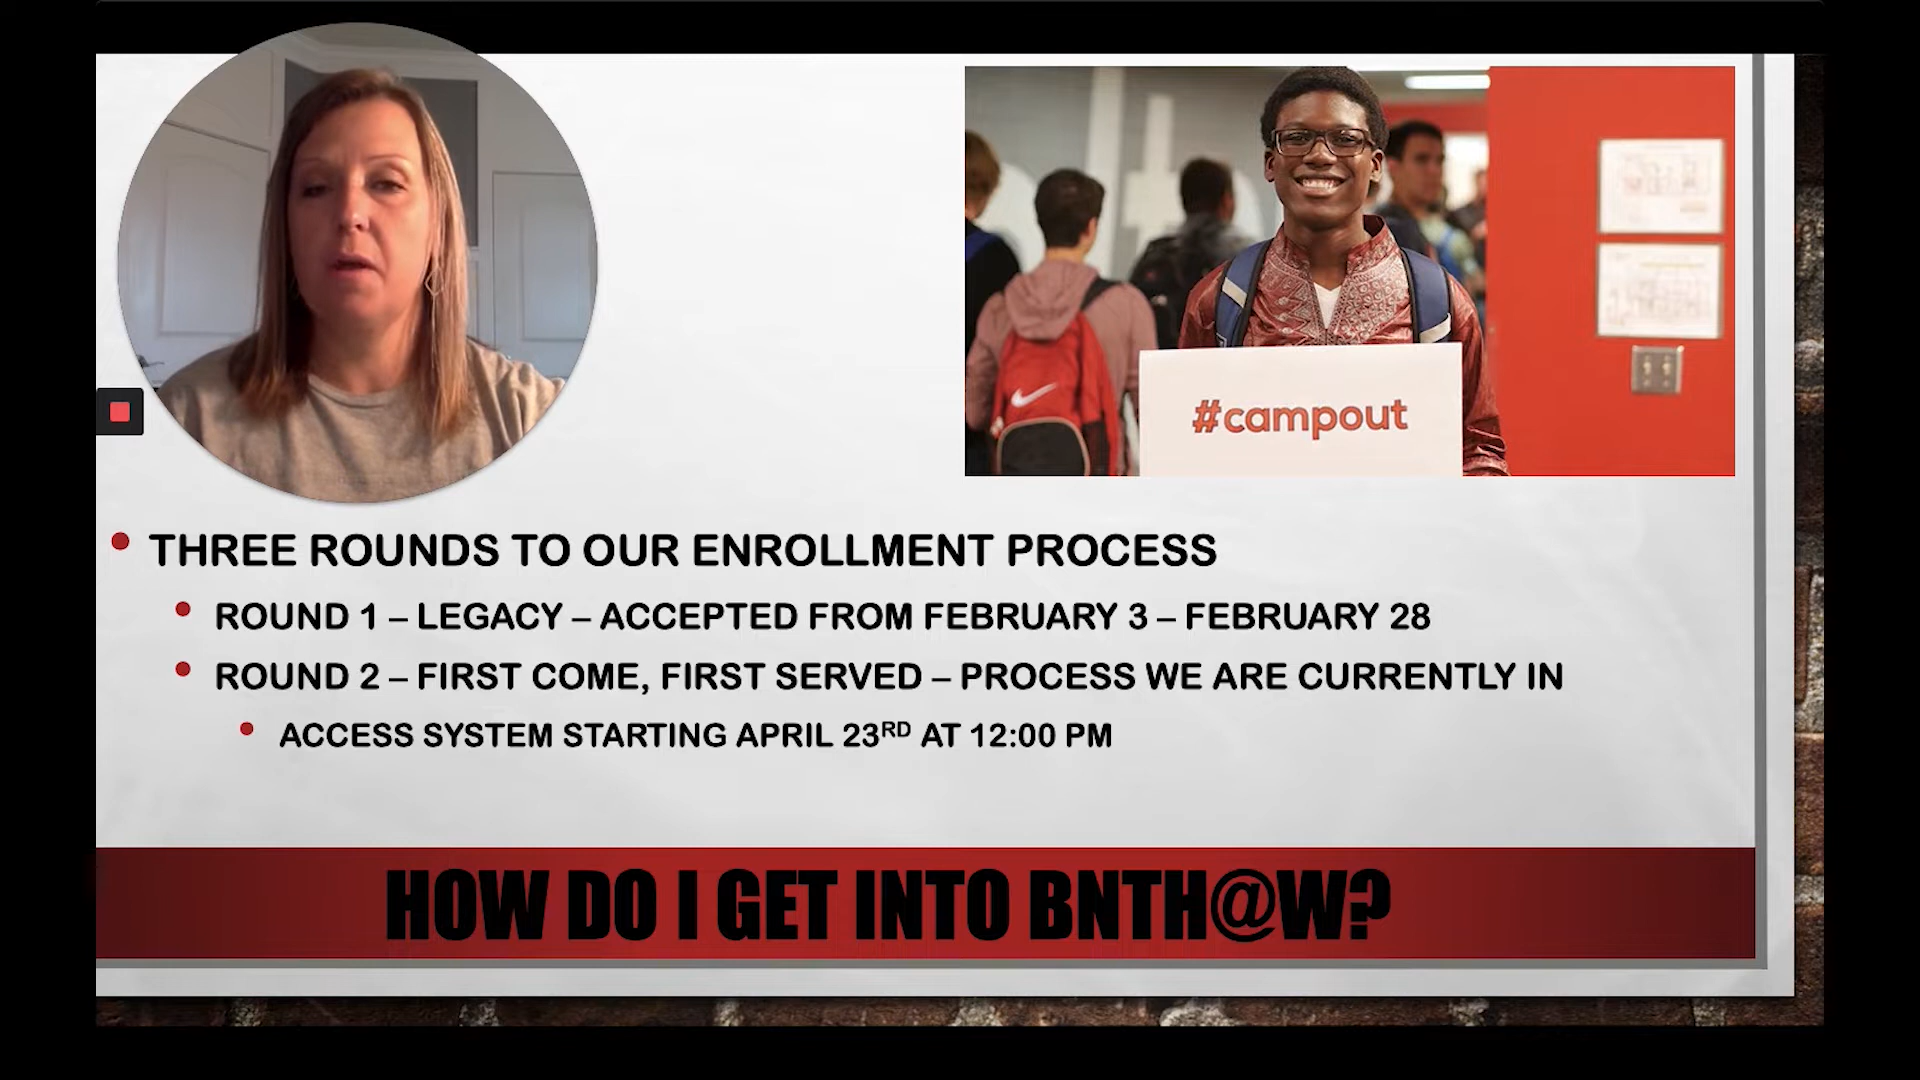 #campout
• THREE ROUNDS TO OUR ENROLLMENT PROCESS
• ROUND 1 – LEGACY – ACCEPTED FROM FEBRUARY 3 – FEBRUARY 28
• ROUND 2 – FIRST COME, FIRST SERVED – PROCESS WE ARE CURRENTLY IN
• ACCESS SYSTEM STARTING APRIL 23RD AT 12:00 PM
HOW DO I GET INTO BNTH@W?